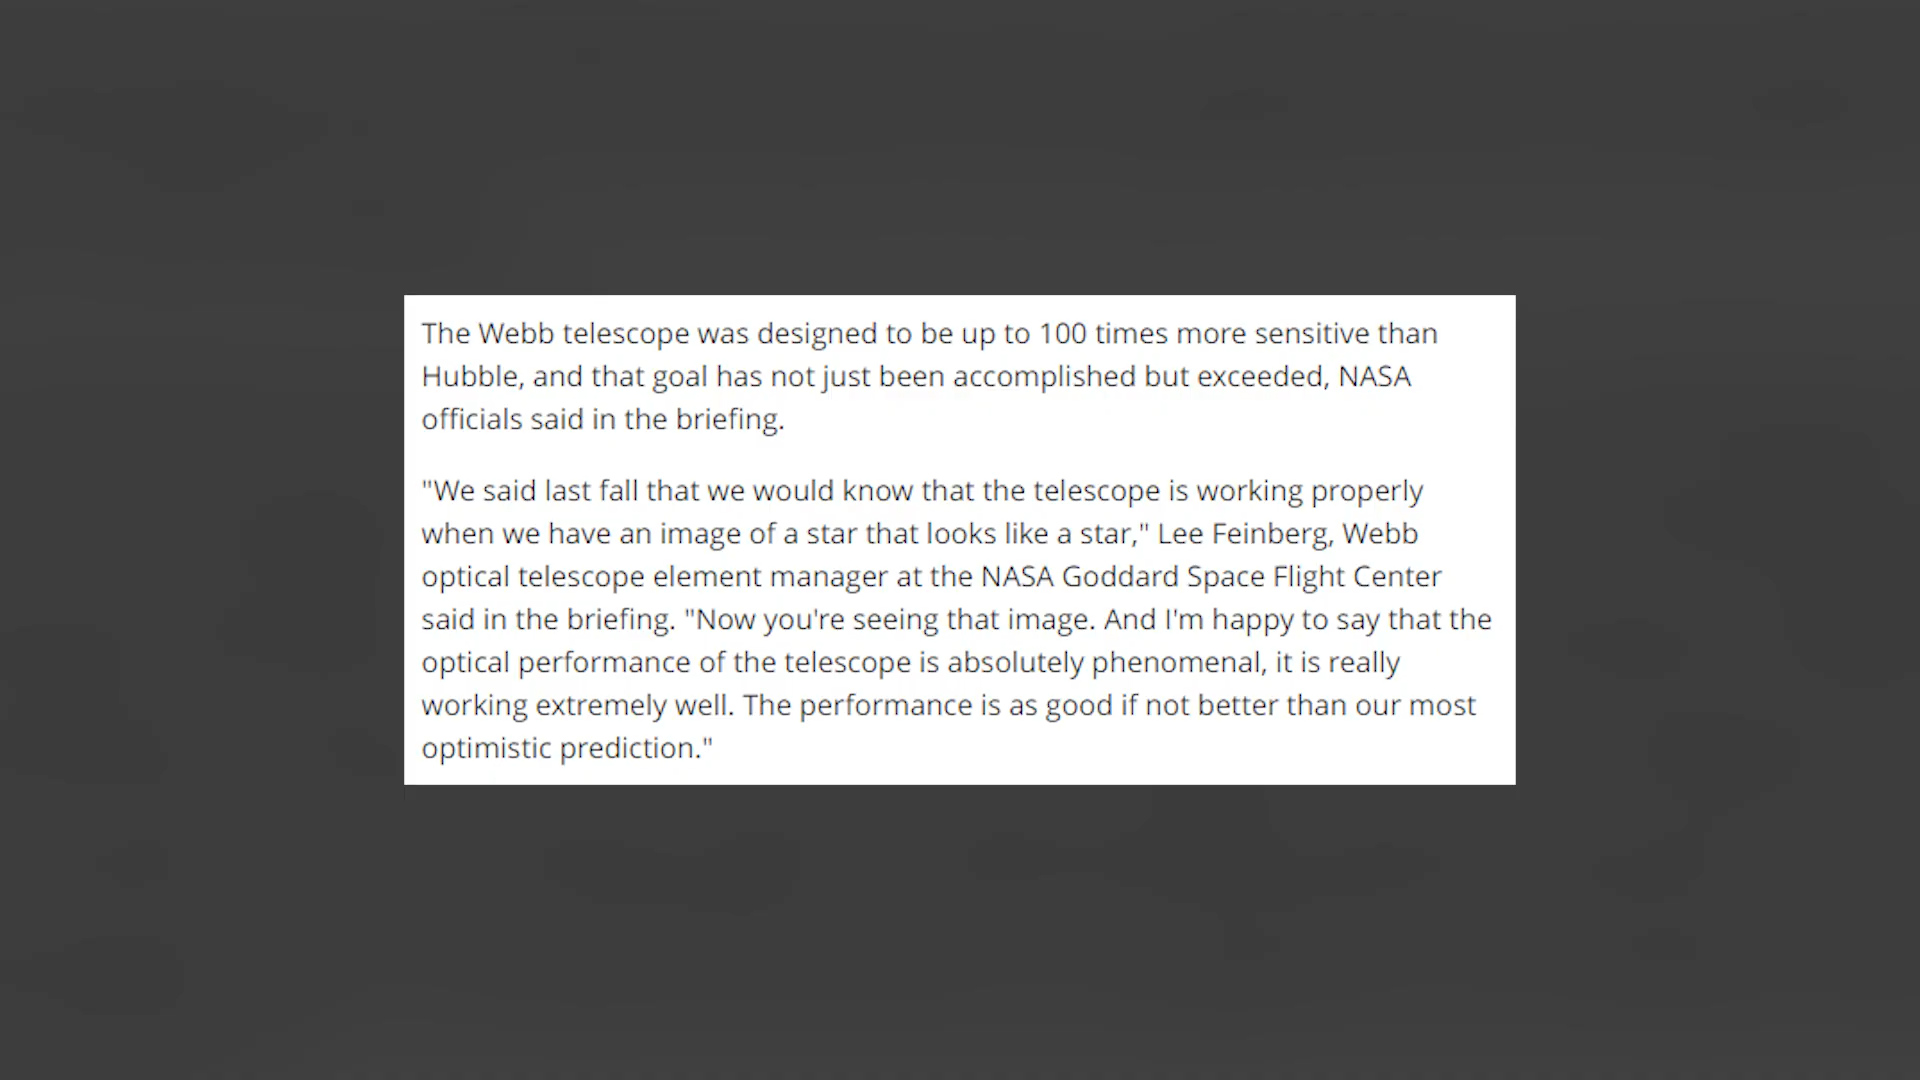 The Webb telescope was designed to be up to 100 times more sensitive than
Hubble, and that goal has not just been accomplished but exceeded, NASA
officials said in the briefing.
"We said last fall that we would know that the telescope is working properly
when we have an image of a star that looks like a star," Lee Feinberg, Webb
optical telescope element manager at the NASA Goddard Space Flight Center
said in the briefing. "Now you're seeing that image. And I'm happy to say that the
optical performance of the telescope is absolutely phenomenal, it is really
working extremely well. The performance is as good if not better than our most
optimistic prediction."